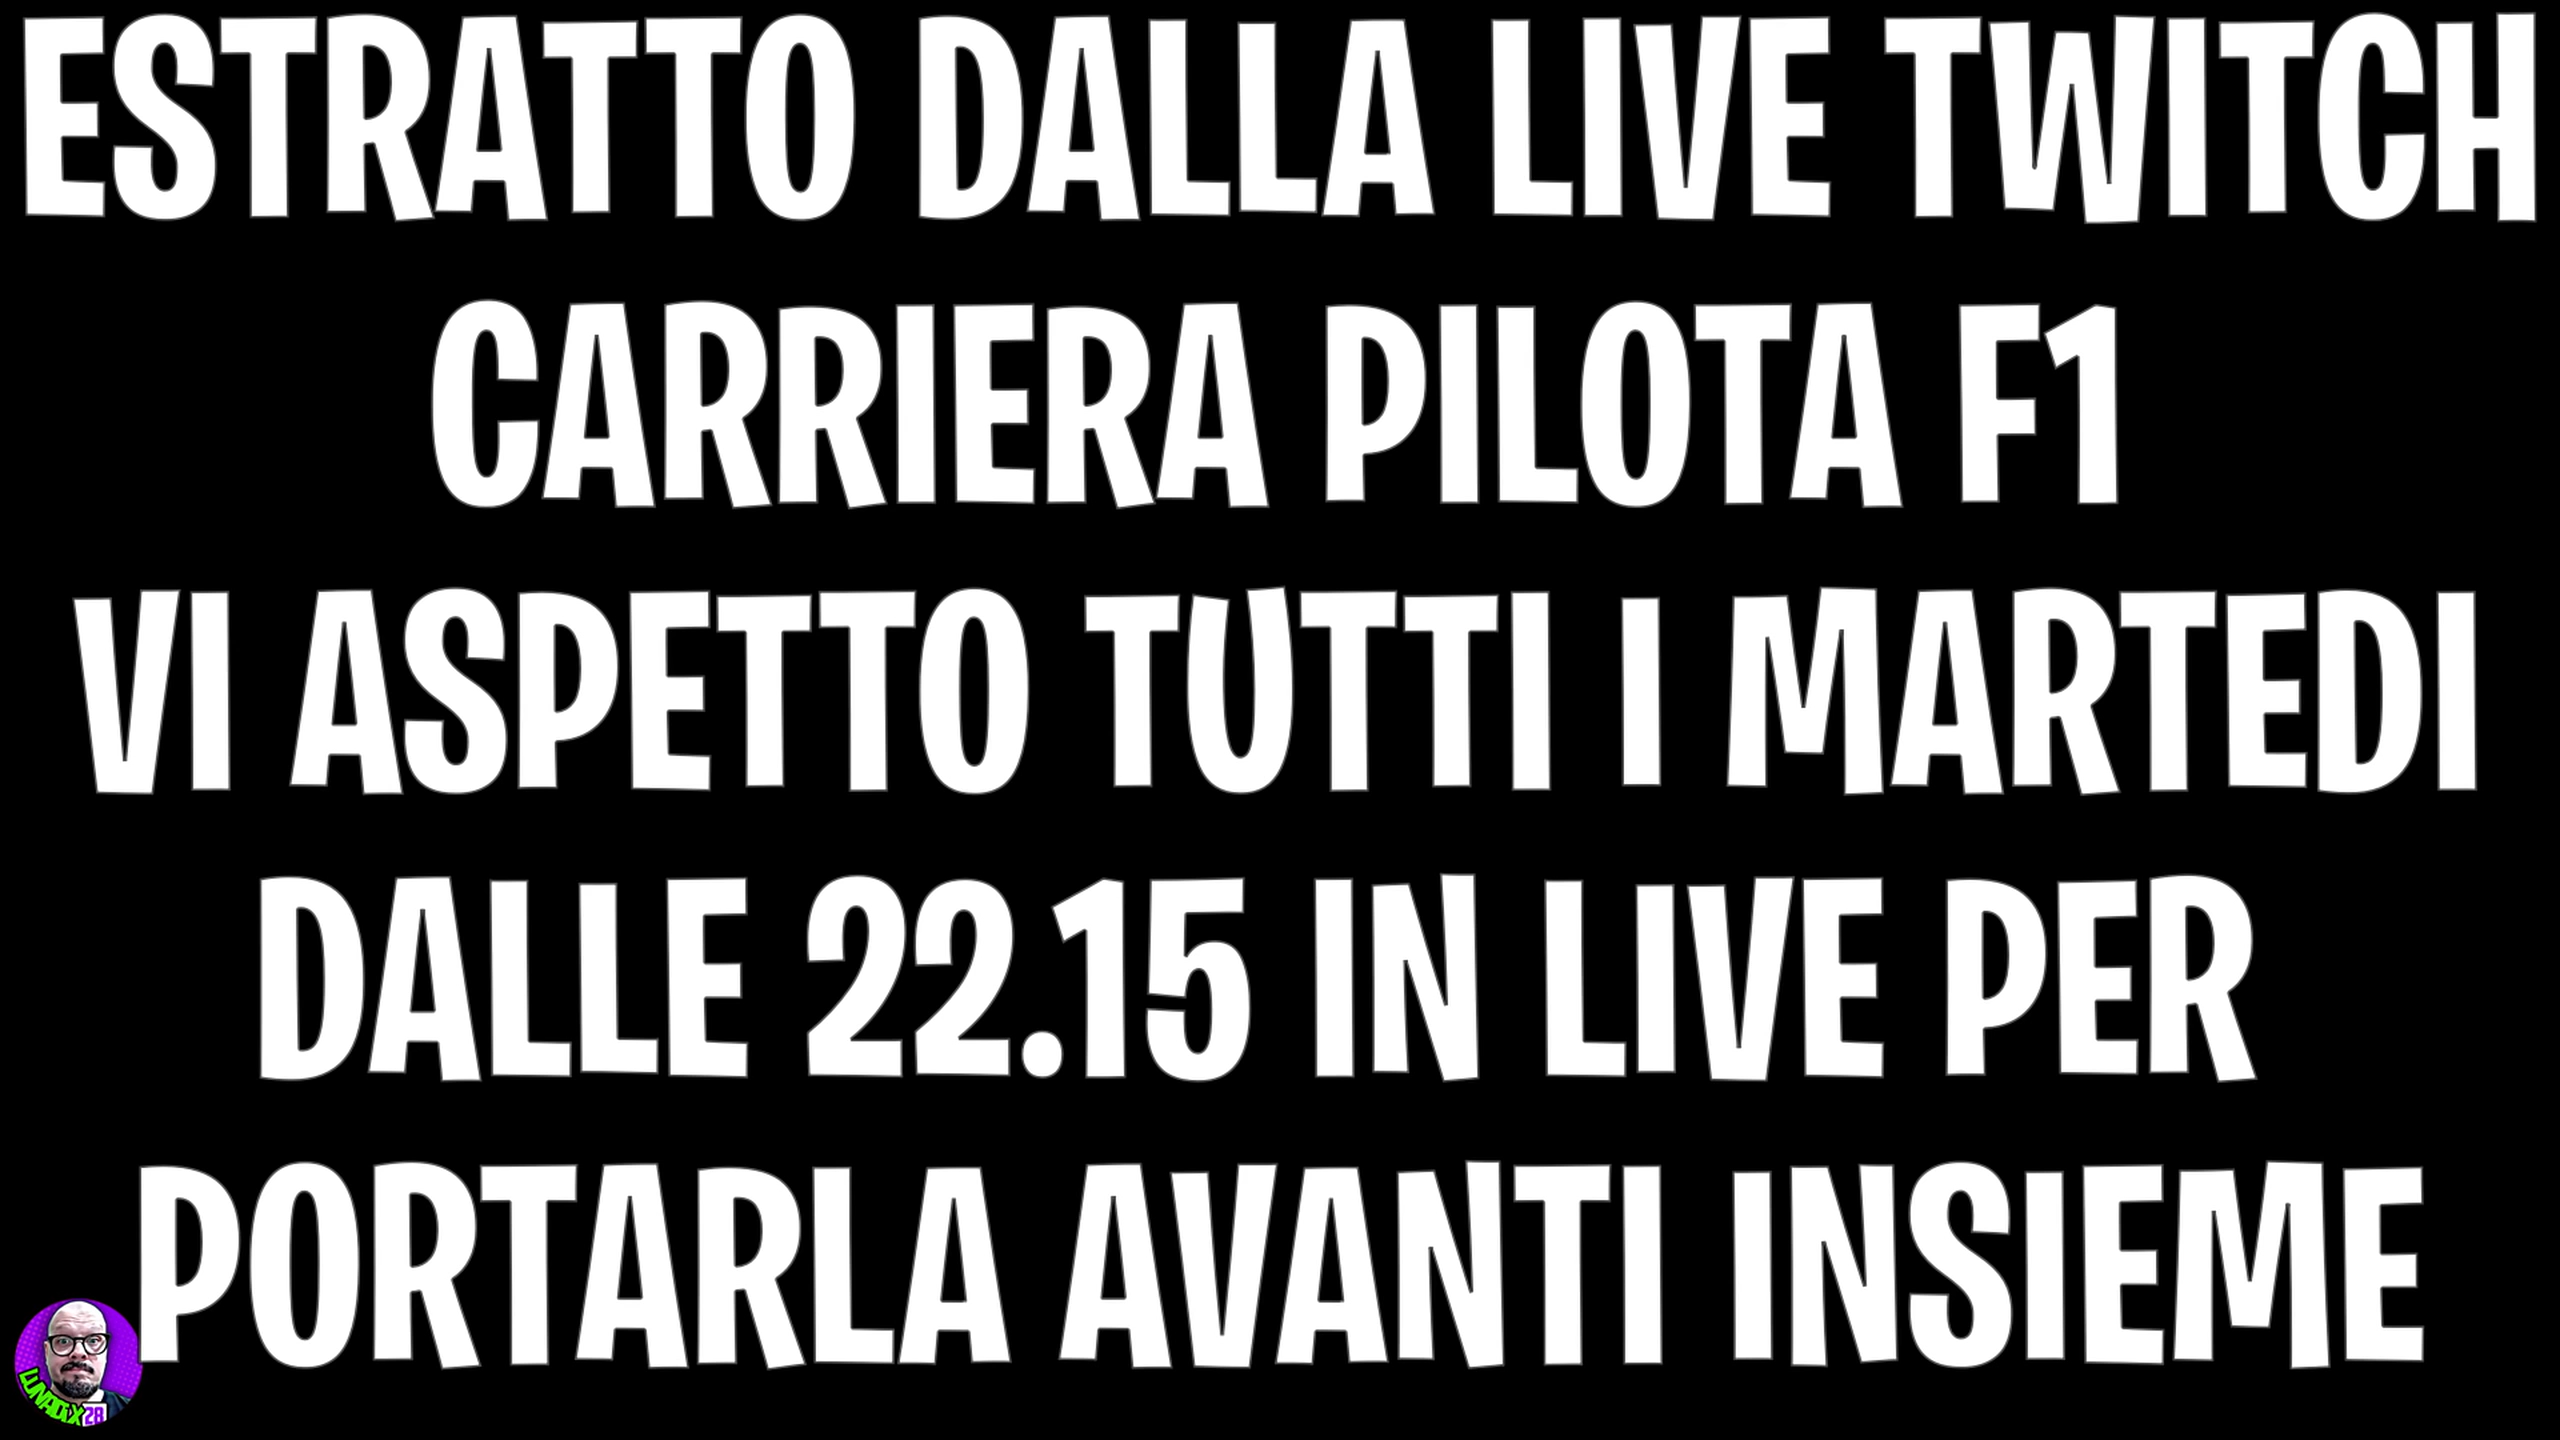 ESTRATTO DALLA LIVE TWITCH
CARRIERA PILOTA F1
VI ASPETTO TUTTI I MARTEDI
DALLE 22.15 IN LIVE PER
PORTARLA AVANTI INSIEME